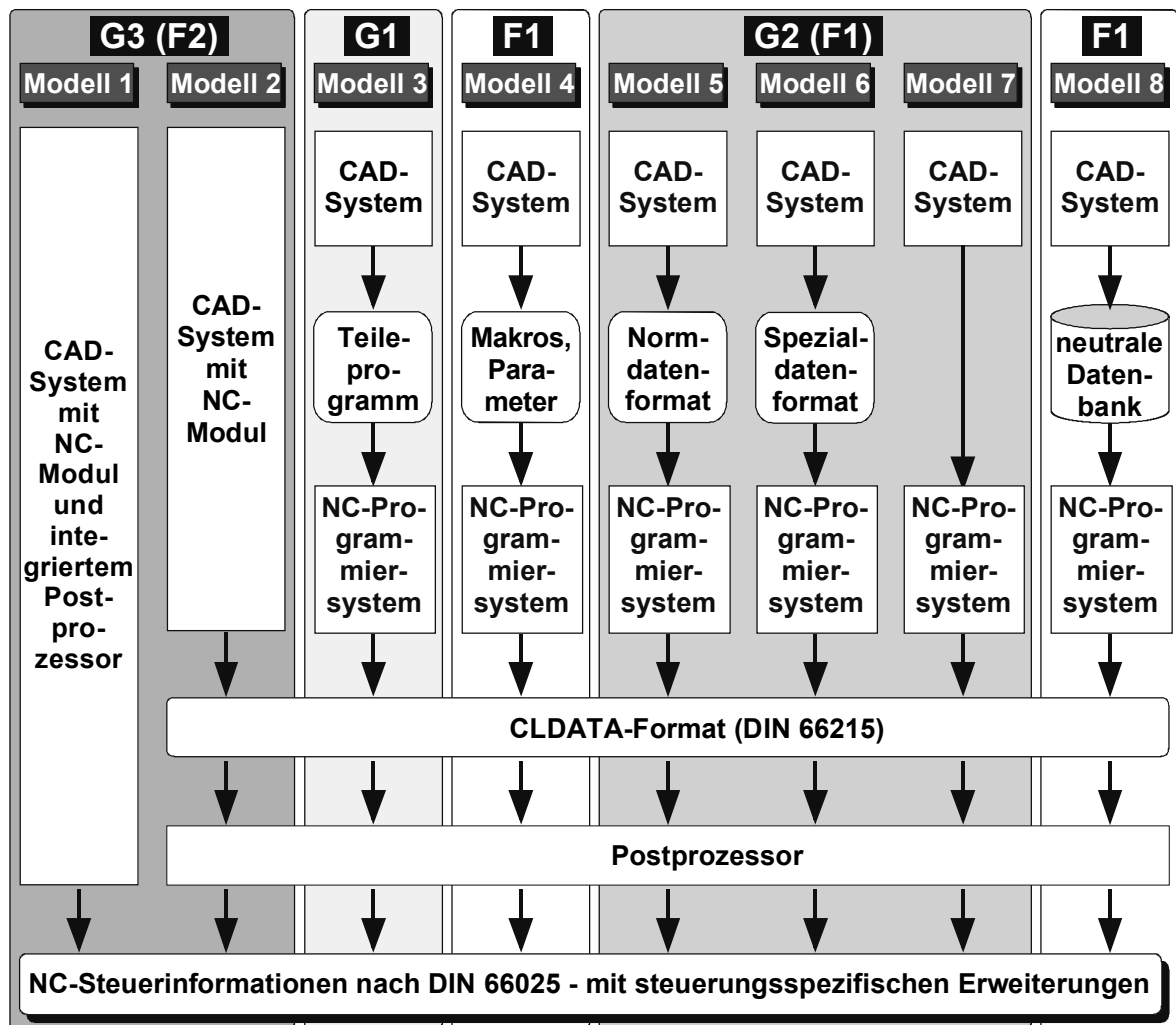 G3 (F2)
G1
F1
G2 (F1)
F1
Modell 1
Modell 2
Modell 3
Modell 4
Modell 5
Modell 6
Modell 7
Modell 8
CAD-
System
mit
NC-
Modul
und
inte-
griertem
Post-
pro-
zessor
CAD-
System
mit
NC-
Modul
CAD-
System
Teile-
pro-
gramm
NC-Pro-
gram-
mier-
system
CAD-
System
Makros,
Para-
meter
NC-Pro-
gram-
mier-
system
CAD-
System
Norm-
daten-
format
NC-Pro-
gram-
mier-
system
CAD-
System
Spezial-
daten-
format
NC-Pro-
gram-
mier-
system
CAD-
System
NC-Pro-
gram-
mier-
system
CAD-
System
neutrale
Daten-
bank
NC-Pro-
gram-
mier-
system
CLDATA-Format (DIN 66215)
Postprozessor
NC-Steuerinformationen nach DIN 66025 - mit steuerungsspezifischen Erweiterungen